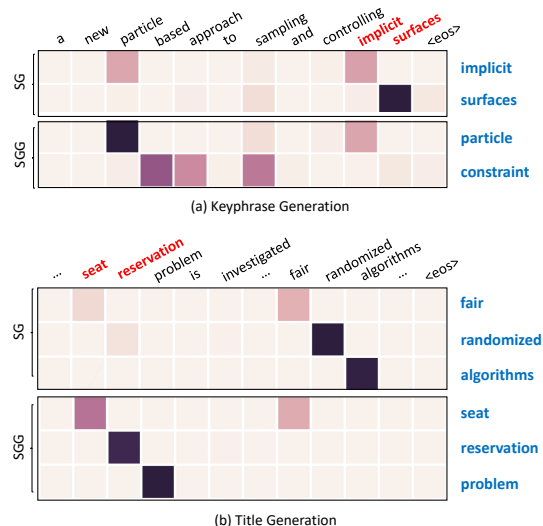 a new particle based approach to sampling and controlling implicit surfaces <eos>
SG
implicit
surfaces
SGG
particle
constraint
(a) Keyphrase Generation
... seat reservation problem is investigated ... fair randomized algorithms ... <eos>
SG
fair
randomized
algorithms
SGG
seat
reservation
problem
(b) Title Generation